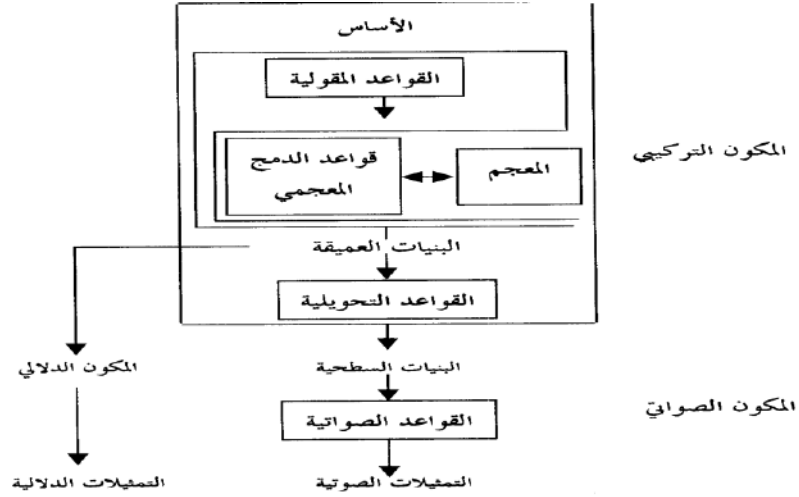 الأساس
القواعد المقولية
المكون التركيبي
قواعد الدمج
المعجمي
المعجم
البنيات العميقة
القواعد التحويلية
البنيات السطحية
المكون الدلالي
المكون الصواتي
القواعد الصواتية
التمثيلات الصوتية
التمثيلات الدلالية